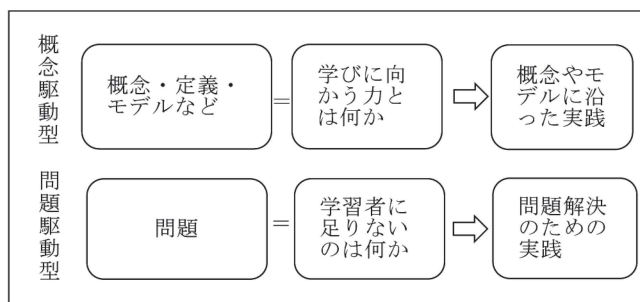 概念駆動型
概念・定義・
モデルなど
=
学びに向
かう力と
は何か
概念やモ
デルに沿
った実践
問題駆動型
問題
=
学習者に
足りない
のは何か
問題解決
のための
実践